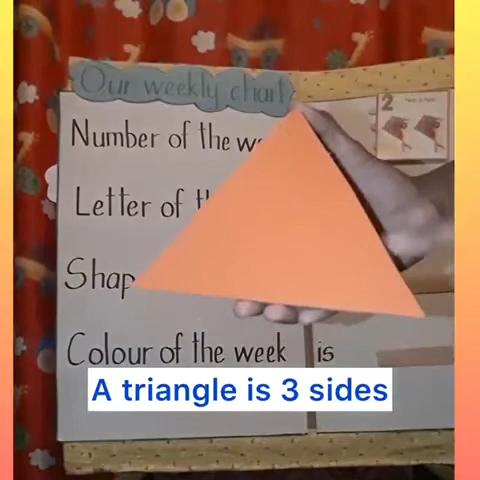 Our weekly chart
2
Number of the w
Letter of t
Shap
Colour of the week is
A triangle is 3 sides